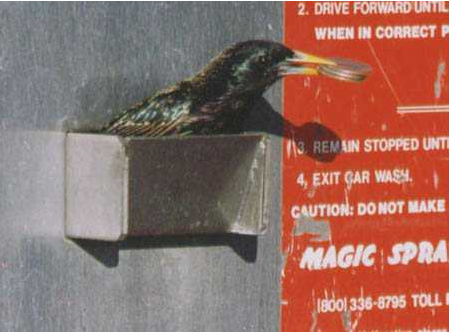 2. DRIVE FORWARD UNTIL
WHEN IN CORRECT P
3. REMAIN STOPPED UNTI
4. EXIT CAR WASH.
CAUTION: DO NOT MAKE
MAGIC SPRA
(800) 336-8795 TOLL